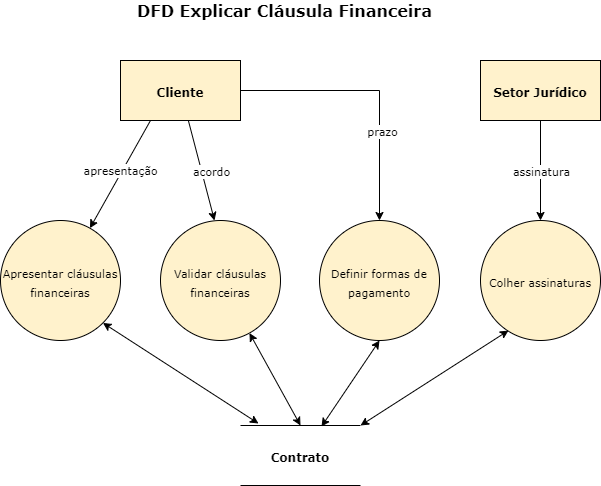 DFD Explicar Cláusula Financeira
Cliente
Setor Jurídico
prazo
apresentação
acordo
assinatura
Apresentar cláusulas
financeiras
Validar cláusulas
financeiras
Definir formas de
pagamento
Colher assinaturas
Contrato